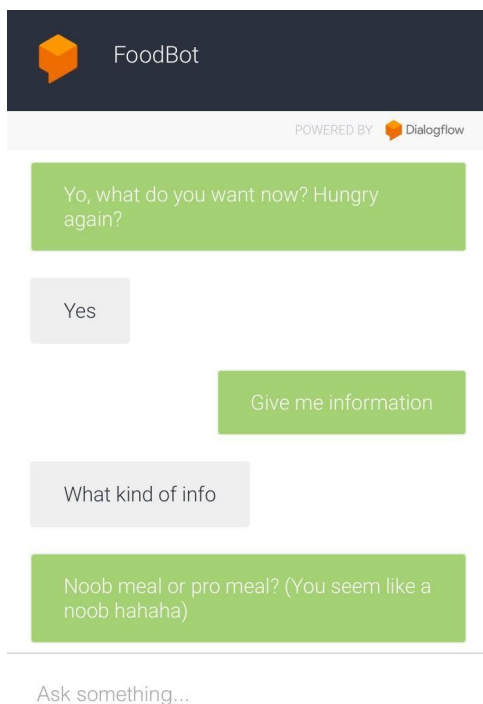 FoodBot
POWERED BY Dialogflow
Yo, what do you want now? Hungry
again?
Yes
Give me information
What kind of info
Noob meal or pro meal? (You seem like a
noob hahaha)
Ask something...